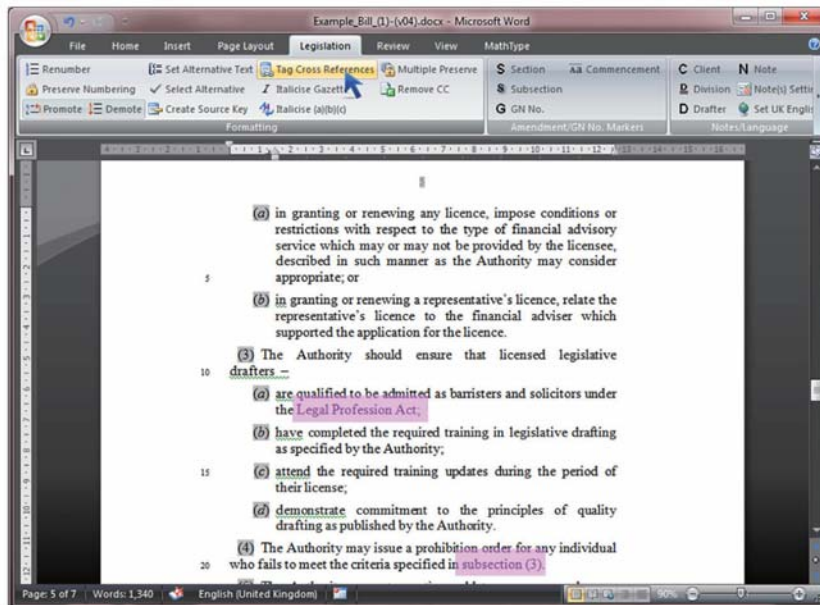 Example_Bill_(1)-(v04).docx - Microsoft Word
File Home Insert Page Layout Legislation Review View MathType
Renumber Set Alternative Text Tag Cross References Multiple Preserve S Section Aa Commencement C Client N Note
Preserve Numbering Select Alternative I Italicise Gazett Remove CC S Subsection D Division Note(s) Settin
Promote Demote Create Source Key Italicise (a)(b)(c) G GN No. D Drafter Set UK Englis
Formatting Amendment/GN No. Markers Notes/Language
(a) in granting or renewing any licence, impose conditions or
restrictions with respect to the type of financial advisory
service which may or may not be provided by the licensee,
described in such manner as the Authority may consider
5 appropriate; or
(b) in granting or renewing a representative's licence, relate the
representative's licence to the financial adviser which
supported the application for the licence.
(3) The Authority should ensure that licensed legislative
10 drafters –
(a) are qualified to be admitted as barristers and solicitors under
the Legal Profession Act;
(b) have completed the required training in legislative drafting
as specified by the Authority;
15 (c) attend the required training updates during the period of
their license;
(d) demonstrate commitment to the principles of quality
drafting as published by the Authority.
(4) The Authority may issue a prohibition order for any individual
20 who fails to meet the criteria specified in subsection (3).
Page: 5 of 7 Words: 1,340 English (United Kingdom) 90%